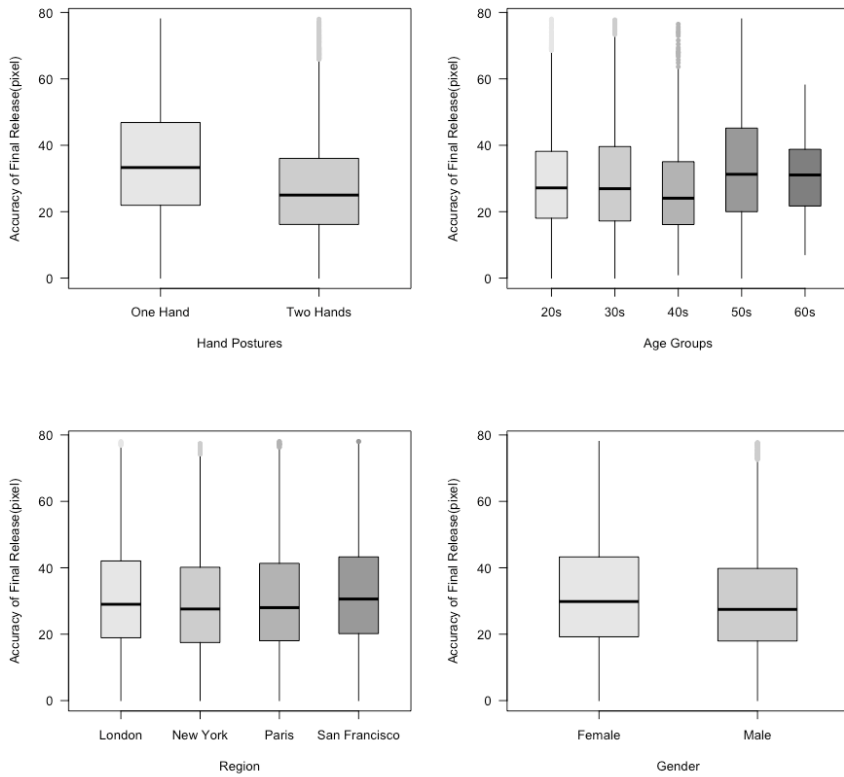 80
60
40
20
0
Accuracy of Final Release(pixel)
One Hand Two Hands
Hand Postures
80
60
40
20
0
Accuracy of Final Release(pixel)
20s 30s 40s 50s 60s
Age Groups
80
60
40
20
0
Accuracy of Final Release(pixel)
London New York Paris San Francisco
Region
80
60
40
20
0
Accuracy of Final Release(pixel)
Female Male
Gender